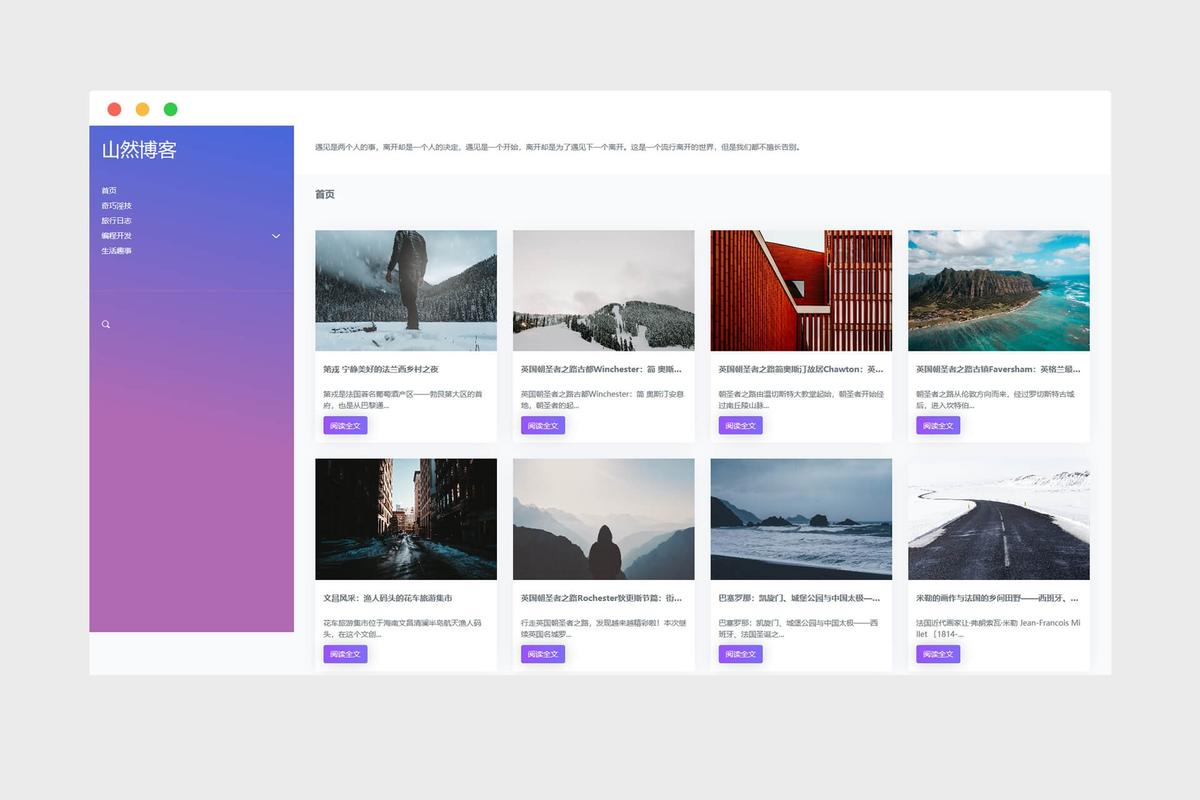 山然博客
遇见是两个人的事，离开却是一个人的决定，遇见是一个开始，离开却是为了遇见下一个离开。这是一个流行离开的世界，但是我们都不擅长告别。
首页
奇巧淫技
旅行日志
编程开发
生活趣事
首页
第戎 宁静美好的法兰西乡村之夜
第戎是法国著名葡萄酒产区——勃艮第大区的首
府，也是从巴黎通...
阅读全文
英国朝圣者之路古都Winchester：简 奥斯...
英国朝圣者之路古都Winchester：简 奥斯汀安息
地，朝圣者的起...
阅读全文
英国朝圣者之路简奥斯汀故居Chawton：英...
朝圣者之路由温切斯特大教堂起始，朝圣者开始经
过南丘陵山脉...
阅读全文
英国朝圣者之路古镇Faversham：英格兰最...
朝圣者之路从伦敦方向而来，经过罗切斯特古城
后，进入坎特伯...
阅读全文
文昌风采：渔人码头的花车旅游集市
花车旅游集市位于海南文昌清澜半岛航天渔人码
头，在这个文创...
阅读全文
英国朝圣者之路Rochester狄更斯节篇：街...
行走英国朝圣者之路，发现越来越精彩啦！本次继
续英国名城罗...
阅读全文
巴塞罗那：凯旋门、城堡公园与中国太极—...
巴塞罗那：凯旋门、城堡公园与中国太极——西
班牙、法国圣诞之...
阅读全文
米勒的画作与法国的乡间田野——西班牙、...
法国近代画家让·弗朗索瓦·米勒 Jean-Francois Mi
llet［1814-...
阅读全文